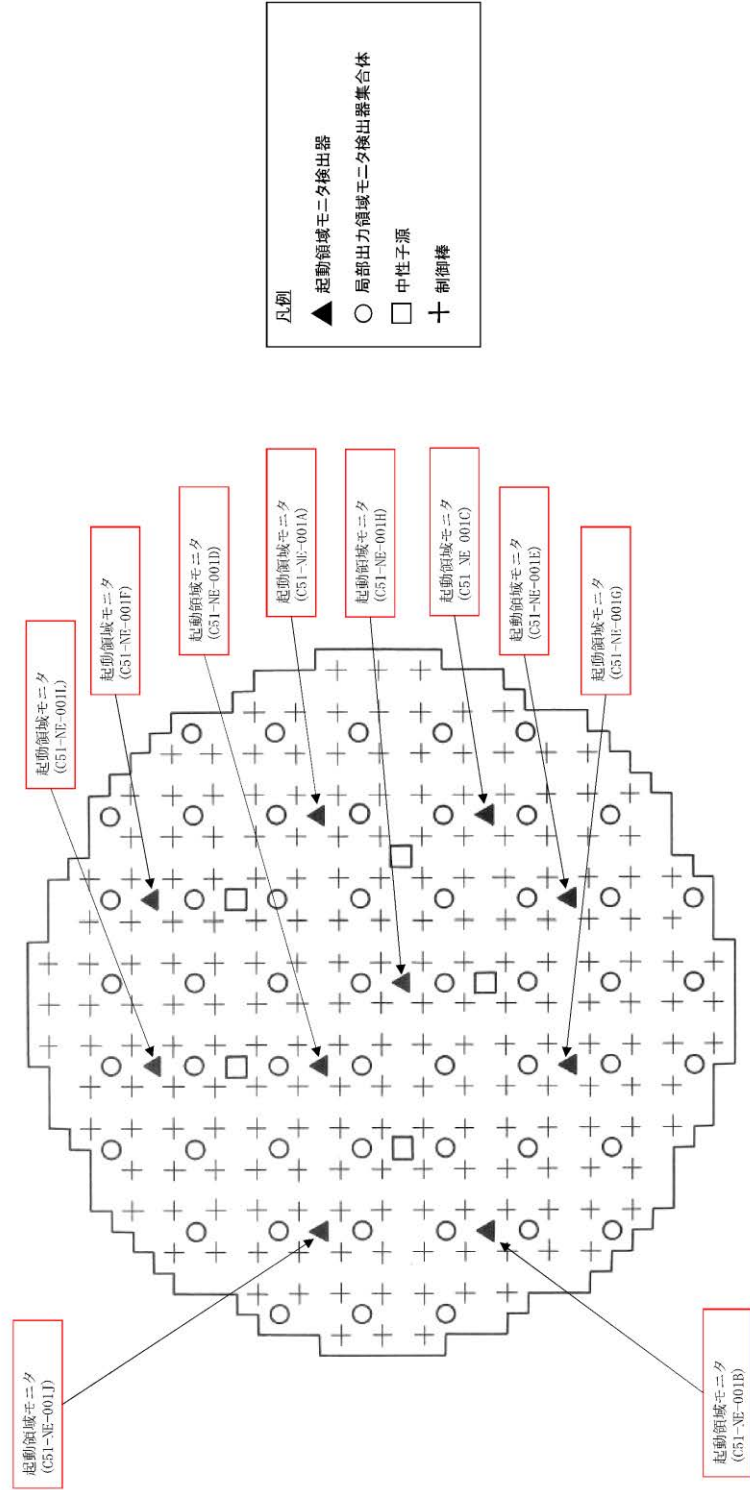 凡例
起動領域モニタ検出器
局部出力領域モニタ検出器集合体
中性子源
制御棒
起動領域モニタ
(C51-NE-001L)
起動領域モニタ
(C51-NE-001F)
起動領域モニタ
(C51-NE-001D)
起動領域モニタ
(C51-NE-001A)
起動領域モニタ
(C51-NE-001H)
起動領域モニタ
(C51 NE 001C)
起動領域モニタ
(C51-NE-001E)
起動領域モニタ
(C51-NE-001G)
起動領域モニタ
(C51-NE-001J)
起動領域モニタ
(C51-NE-001B)